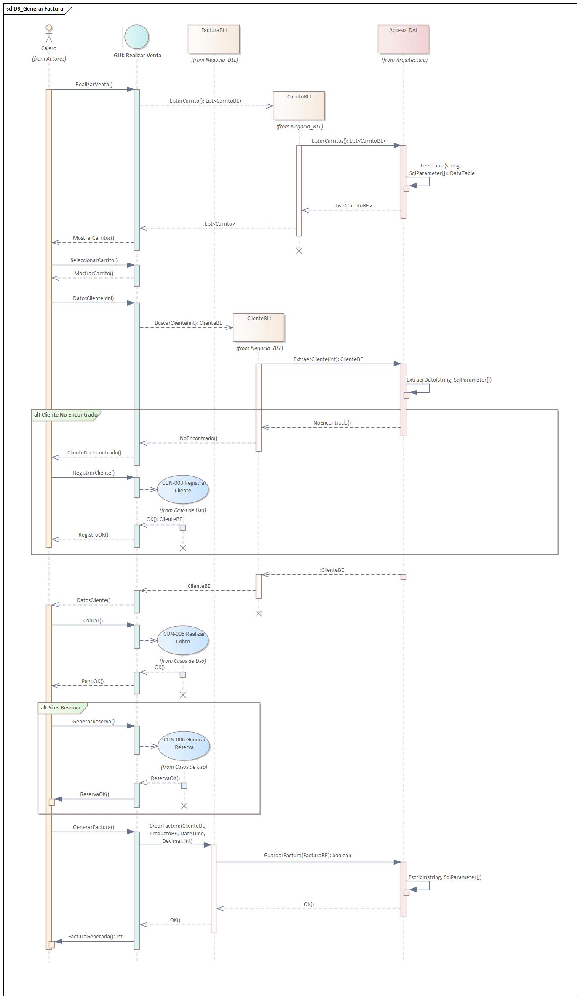 sd DS_Generar Factura
Cajero
(from Actores)
GUI: Realizar Venta
FacturaBLL
(from Negocio_BLL)
Acceso_DAL
(from Arquitectura)
RealizarVenta()
ListarCarrito(): List<CarritoBE>
CarritoBLL
(from Negocio_BLL)
ListarCarritos(): List<CarritoBE>
LeerTabla(string,
SqlParameter[]): DataTable
:List<CarritoBE>
:List<Carrito>
MostrarCarritos()
SeleccionarCarrito()
MostrarCarrito()
DatosCliente(dni)
BuscarCliente(int): ClienteBE
ClienteBLL
(from Negocio_BLL)
ExtraerCliente(int): ClienteBE
ExtraerDato(string, SqlParameter[])
alt Cliente No Encontrado
NoEncontrado()
NoEncontrado()
ClienteNoencontrado()
RegistrarCliente()
CUN-003 Registrar
Cliente
(from Casos de Uso)
OK(): ClienteBE
RegistroOK()
:ClienteBE
:ClienteBE
DatosCliente()
Cobrar()
CUN-005 Realizar
Cobro
(from Casos de Uso)
OK()
PagoOK()
alt Si es Reserva
GenerarReserva()
CUN-006 Generar
Reserva
(from Casos de Uso)
ReservaOK()
ReservaOK()
GenerarFactura()
CrearFactura(ClienteBE,
ProductoBE, DateTime,
Decimal, int)
GuardarFactura(FacturaBE): boolean
Escribir(string, SqlParameter[])
OK()
OK()
FacturaGenerada(): int